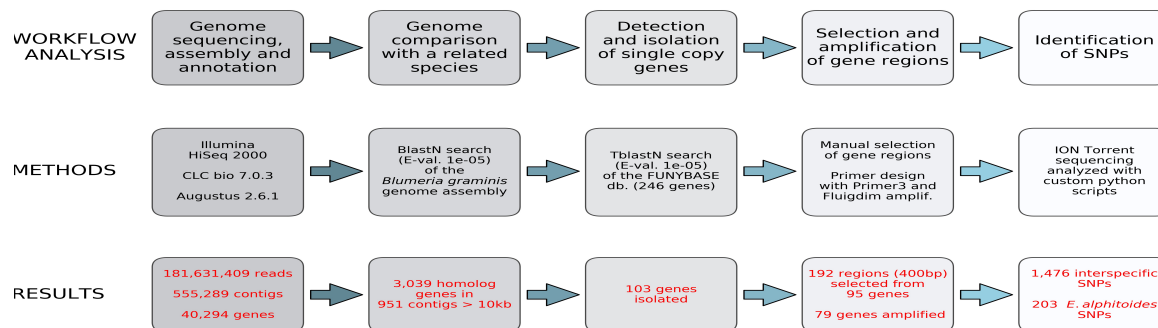 WORKFLOW
ANALYSIS
Genome
sequencing,
assembly and
annotation
Genome
comparison
with a related
species
Detection
and isolation
of single copy
genes
Selection and
amplification
of gene regions
Identification
of SNPs
METHODS
Illumina
HiSeq 2000
CLC bio 7.0.3
Augustus 2.6.1
BlastN search
(E-val. 1e-05)
of the
Blumeria graminis
genome assembly
TblastN search
(E-val. 1e-05)
of the FUNYBASE
db. (246 genes)
Manual selection
of gene regions
Primer design
with Primer3 and
Fluigdim amplif.
ION Torrent
sequencing
analyzed with
custom python
scripts
RESULTS
181,631,409 reads
555,289 contigs
40,294 genes
3,039 homolog
genes in
951 contigs > 10kb
103 genes
isolated
192 regions (400bp)
selected from
95 genes
79 genes amplified
1,476 interspecific
SNPs
203 E. alphitoides
SNPs